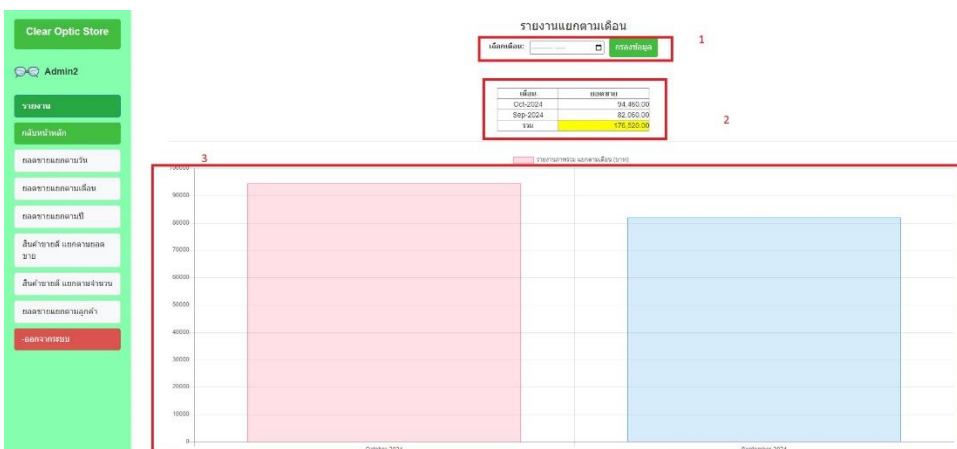 Clear Optic Store
Admin2
รายงาน
กลับหน้าหลัก
ยอดขายแยกตามวัน
ยอดขายแยกตามเดือน
ยอดขายแยกตามปี
สินค้าขายดี แยกตามยอด
ขาย
สินค้าขายดี แยกตามจำนวน
ยอดขายแยกตามลูกค้า
-ออกจากระบบ
รายงานแยกตามเดือน
เลือกเดือน: กรองข้อมูล
1
เดือน ยอดขาย
Oct-2024 94,460.00
Sep-2024 82,060.00
รวม 176,520.00
2
3
รายงานภาพรวม แยกตามเดือน (บาท)
100000
90000
80000
70000
60000
50000
40000
30000
20000
10000
0
October 2024 September 2024